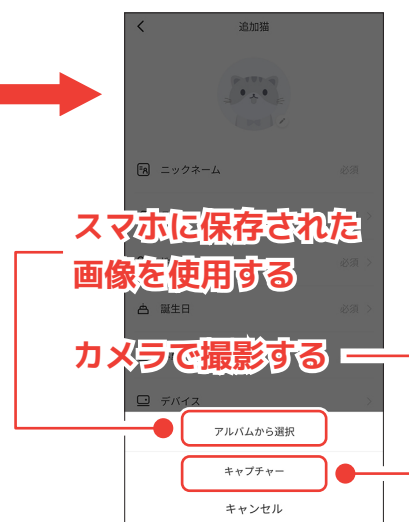 追加猫
ニックネーム
必須
スマホに保存された
画像を使用する
必須
誕生日
必須
カメラで撮影する
デバイス
アルバムから選択
キャプチャー
キャンセル